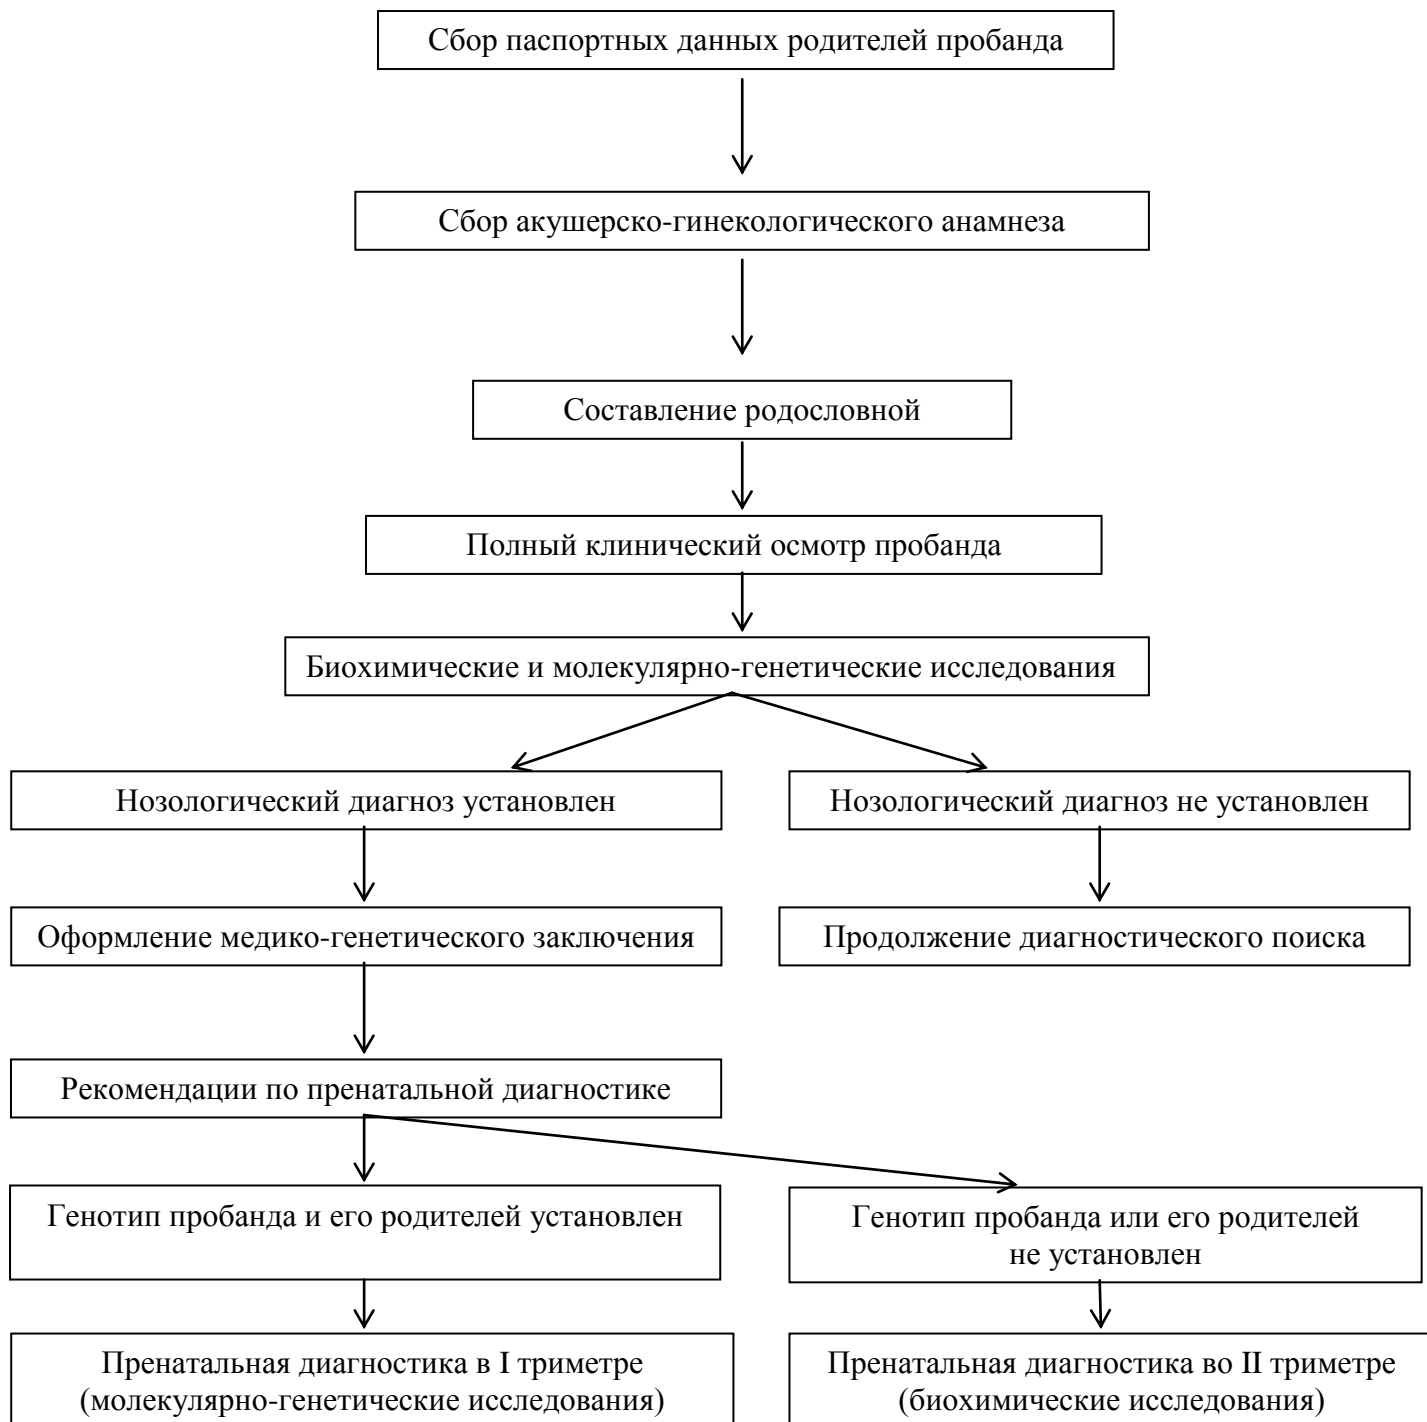 Сбор паспортных данных родителей пробанда
Сбор акушерско-гинекологического анамнеза
Составление родословной
Полный клинический осмотр пробанда
Биохимические и молекулярно-генетические исследования
Нозологический диагноз установлен
Нозологический диагноз не установлен
Оформление медико-генетического заключения
Продолжение диагностического поиска
Рекомендации по пренатальной диагностике
Генотип пробанда и его родителей установлен
Генотип пробанда или его родителей
не установлен
Пренатальная диагностика в I триметре
(молекулярно-генетические исследования)
Пренатальная диагностика во II триметре
(биохимические исследования)